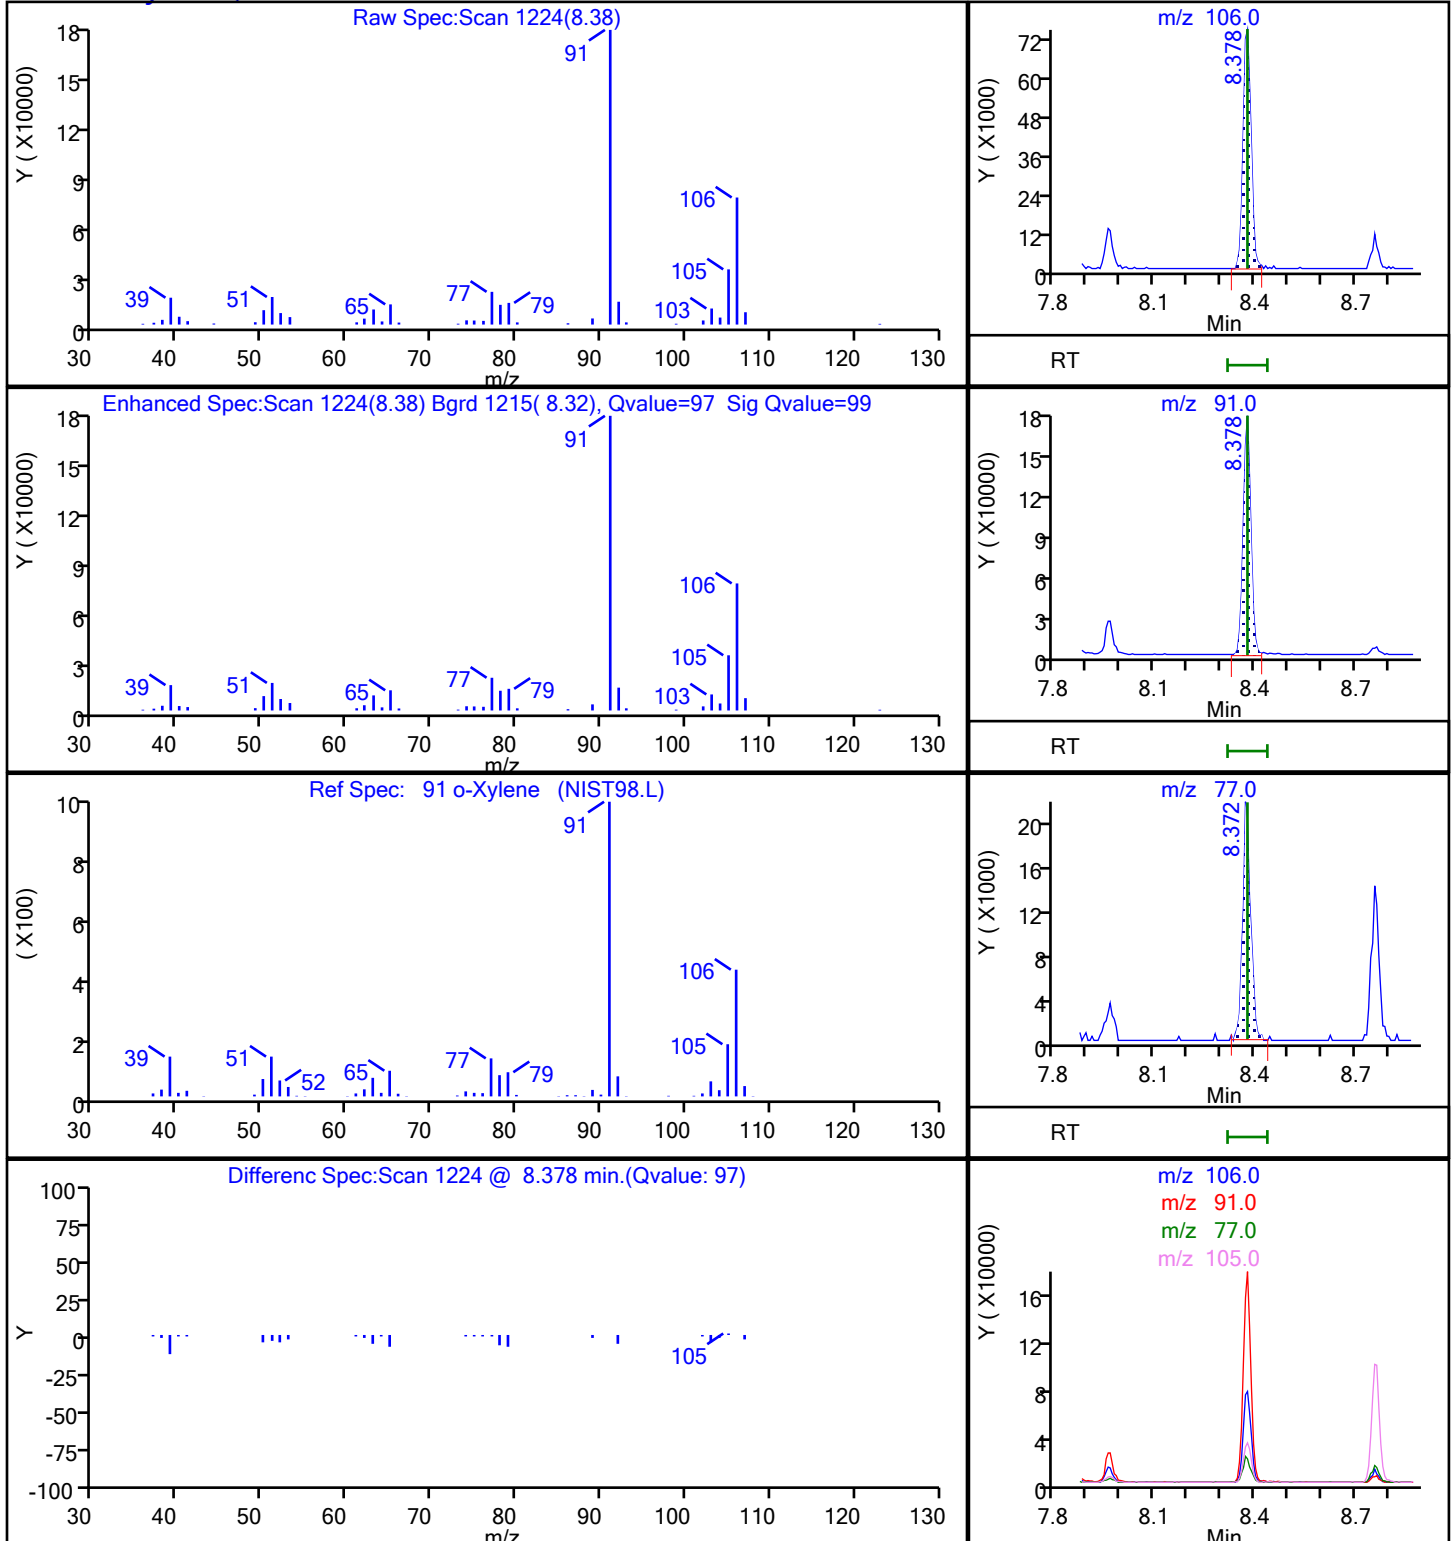 Raw Spec:Scan 1224(8.38)
Y ( X10000)
18
15
12
9
6
3
0
91
106
105
103
79
77
65
51
39
30 40 50 60 70 80 90 100 110 120 130
m/z
m/z 106.0
Y ( X1000)
72
60
48
36
24
12
0
8.378
7.8 8.1 8.4 8.7
Min
RT
Enhanced Spec:Scan 1224(8.38) Bgrd 1215( 8.32), Qvalue=97 Sig Qvalue=99
Y ( X10000)
18
15
12
9
6
3
0
91
106
105
103
79
77
65
51
39
30 40 50 60 70 80 90 100 110 120 130
m/z
m/z 91.0
Y ( X10000)
18
15
12
9
6
3
0
8.378
7.8 8.1 8.4 8.7
Min
RT
Ref Spec: 91 o-Xylene (NIST98.L)
( X100)
10
8
6
4
2
0
91
106
105
79
77
65
52
51
39
30 40 50 60 70 80 90 100 110 120 130
m/z 77.0
Y ( X1000)
20
16
12
8
4
0
8.372
7.8 8.1 8.4 8.7
Min
RT
Differenc Spec:Scan 1224 @ 8.378 min.(Qvalue: 97)
Y
100
75
50
25
0
-25
-50
-75
-100
105
30 40 50 60 70 80 90 100 110 120 130
m/z
m/z 106.0
m/z 91.0
m/z 77.0
m/z 105.0
Y ( X10000)
16
12
8
4
0
7.8 8.1 8.4 8.7
Min